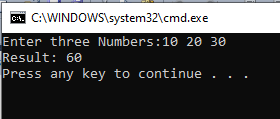 C:\WINDOWS\system32\cmd.exe
Enter three Numbers:10 20 30
Result: 60
Press any key to continue . . .